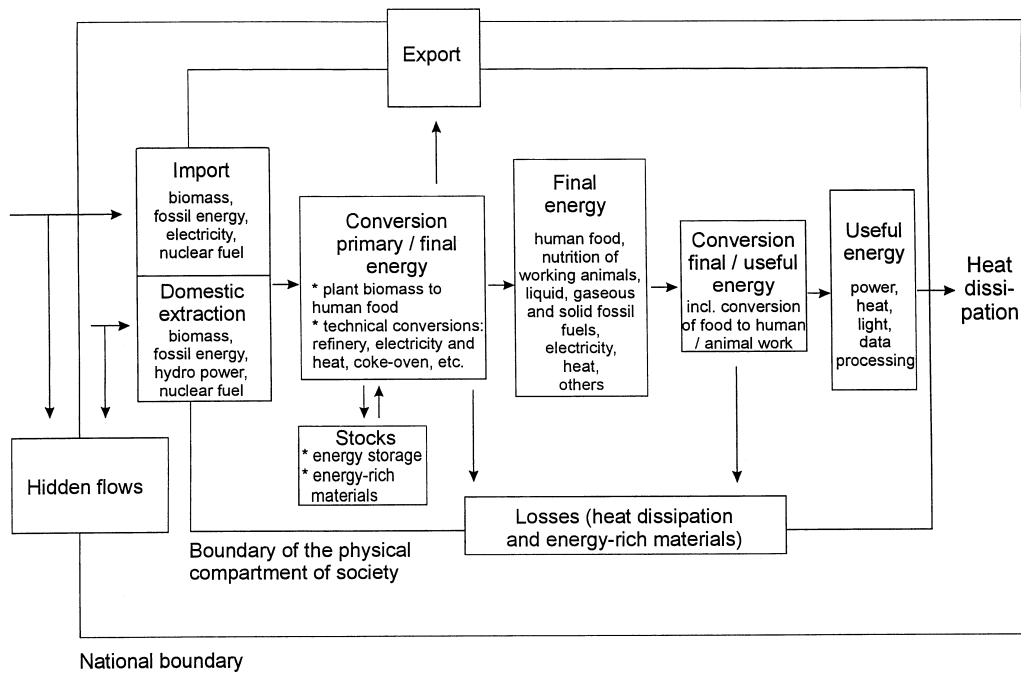 Export
Import
biomass,
fossil energy,
electricity,
nuclear fuel
Domestic
extraction
biomass,
fossil energy,
hydro power,
nuclear fuel
Hidden flows
Conversion
primary / final
energy
* plant biomass to
human food
* technical conversions:
refinery, electricity and
heat, coke-oven, etc.
Stocks
* energy storage
* energy-rich
materials
Final
energy
human food,
nutrition of
working animals,
liquid, gaseous
and solid fossil
fuels,
electricity,
heat,
others
Conversion
final / useful
energy
incl. conversion
of food to human
/ animal work
Useful
energy
power,
heat,
light,
data
processing
Heat
dissi-
pation
Losses (heat dissipation
and energy-rich materials)
Boundary of the physical
compartment of society
National boundary